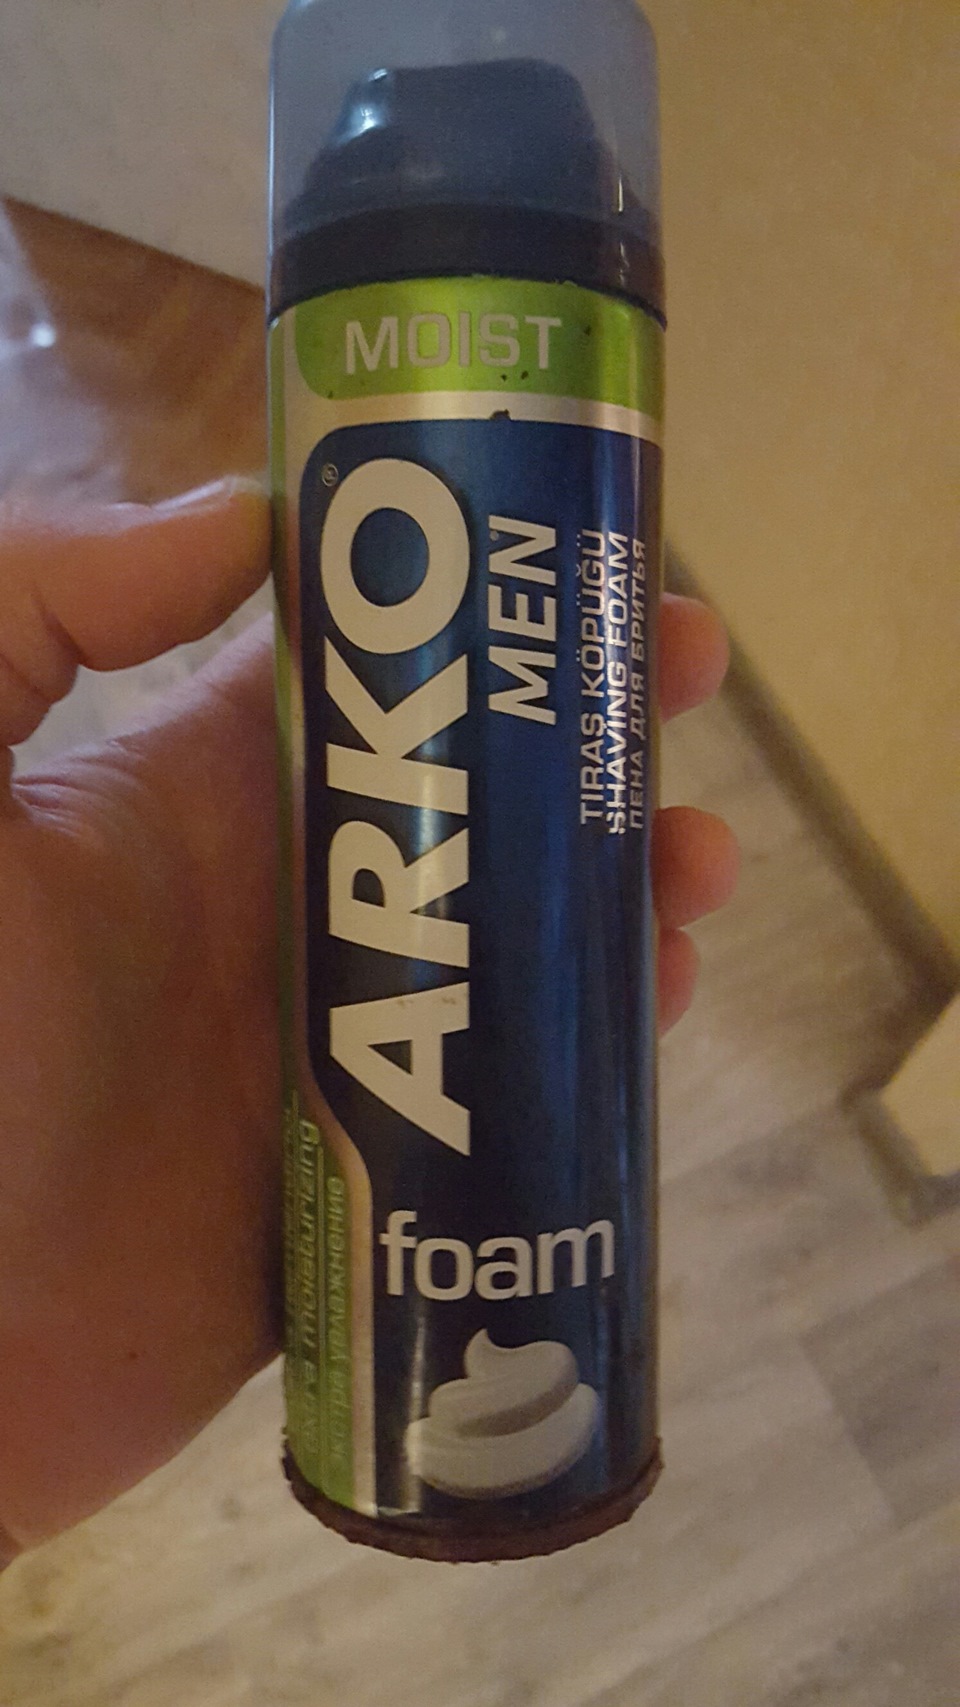 MOIST
ARKO®
MEN
TIRAŞ KÖPÜĞÜ
SHAVING FOAM
ПЕНА ДЛЯ БРИТЬЯ
extra moisturizing
экстра увлажнение
foam